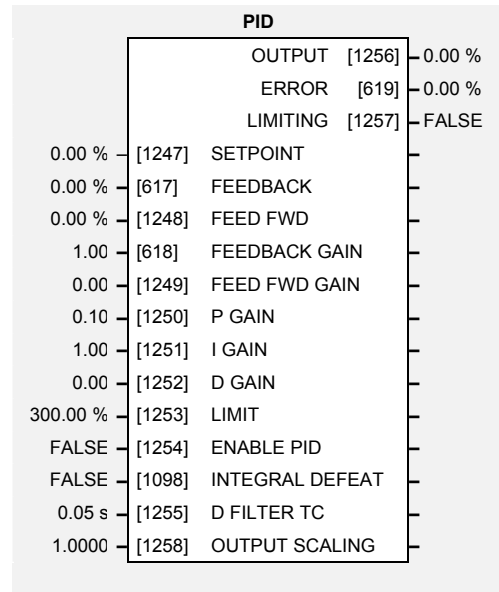 PID
OUTPUT [1256] 0.00 %
ERROR [619] 0.00 %
LIMITING [1257] FALSE
0.00 % [1247] SETPOINT
0.00 % [617] FEEDBACK
0.00 % [1248] FEED FWD
1.00 [618] FEEDBACK GAIN
0.00 [1249] FEED FWD GAIN
0.10 [1250] P GAIN
1.00 [1251] I GAIN
0.00 [1252] D GAIN
300.00 % [1253] LIMIT
FALSE [1254] ENABLE PID
FALSE [1098] INTEGRAL DEFEAT
0.05 s [1255] D FILTER TC
1.0000 [1258] OUTPUT SCALING